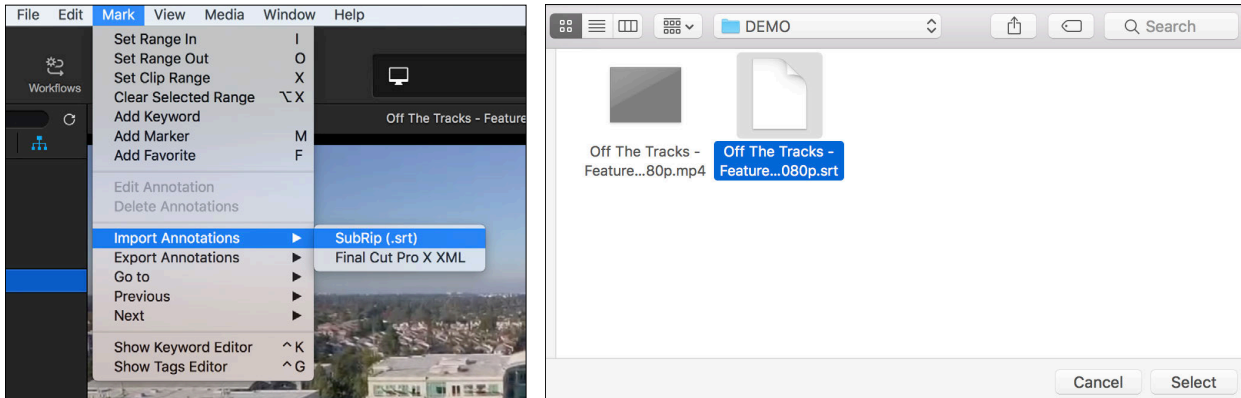 File Edit Mark View Media Window Help
Set Range In I
Set Range Out O
Set Clip Range X
Clear Selected Range ⌥ X
Add Keyword
Add Marker M
Add Favorite F
Edit Annotation
Delete Annotations
Import Annotations ▶
Export Annotations ▶
Go to ▶
Previous ▶
Next ▶
Show Keyword Editor ^ K
Show Tags Editor ^ G
SubRip (.srt)
Final Cut Pro X XML
Workflows
Off The Tracks - Feature
DEMO
Search
Off The Tracks -
Feature...80p.mp4
Off The Tracks -
Feature...080p.srt
Cancel Select